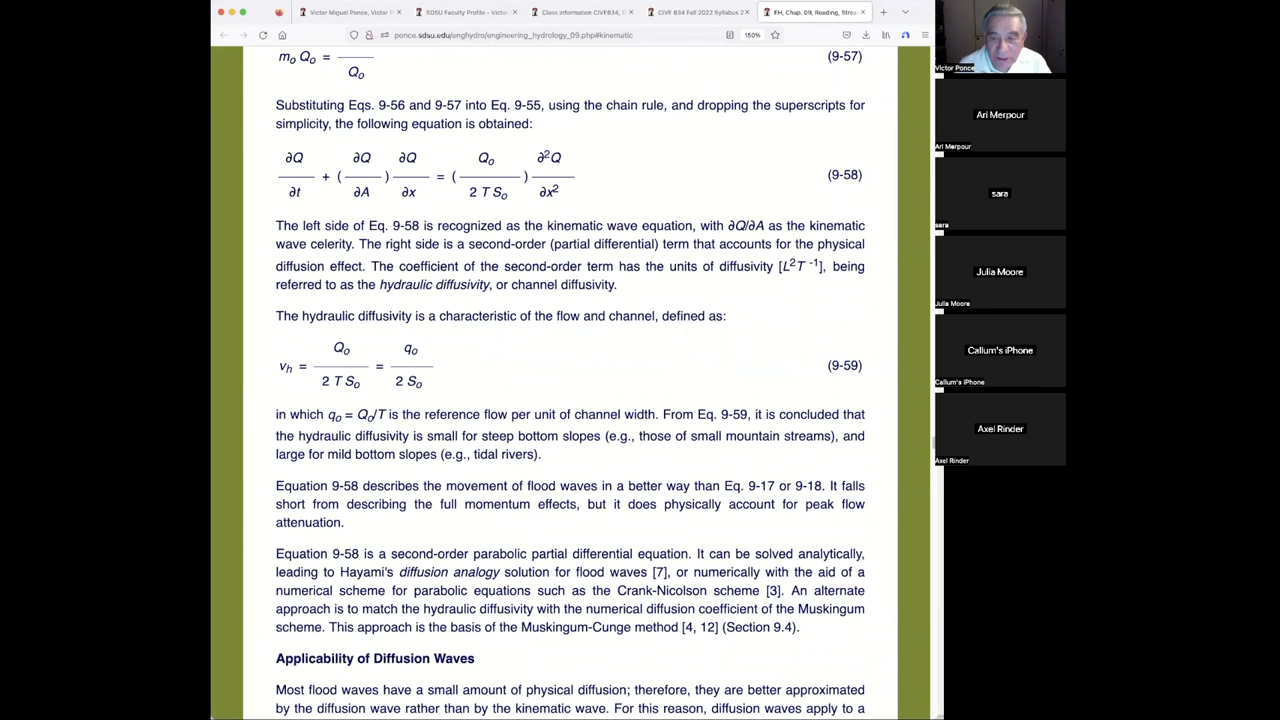 Victor Miguel Ponce, Victor P
SDSU Faculty Profile – Victor
Class information CIVE634, D
CIVE 634 Fall 2022 Syllabus 2
EH, Chap. 09, Reading, Strea
ponce.sdsu.edu/enghydro/engineering_hydrology_09.php#kinematic
150%
mo Qo = ――― (9-57)
Qo
Substituting Eqs. 9-56 and 9-57 into Eq. 9-55, using the chain rule, and dropping the superscripts for
simplicity, the following equation is obtained:
∂Q ∂Q ∂Q Qo ∂²Q
―― + ( ―― ) ―― = ( ――― ) ―― (9-58)
∂t ∂A ∂x 2 T So ∂x²
The left side of Eq. 9-58 is recognized as the kinematic wave equation, with ∂Q/∂A as the kinematic
wave celerity. The right side is a second-order (partial differential) term that accounts for the physical
diffusion effect. The coefficient of the second-order term has the units of diffusivity [L²T ⁻¹], being
referred to as the hydraulic diffusivity, or channel diffusivity.
The hydraulic diffusivity is a characteristic of the flow and channel, defined as:
Qo qo
νh = ――― = ――― (9-59)
2 T So 2 So
in which qo = Qo/T is the reference flow per unit of channel width. From Eq. 9-59, it is concluded that
the hydraulic diffusivity is small for steep bottom slopes (e.g., those of small mountain streams), and
large for mild bottom slopes (e.g., tidal rivers).
Equation 9-58 describes the movement of flood waves in a better way than Eq. 9-17 or 9-18. It falls
short from describing the full momentum effects, but it does physically account for peak flow
attenuation.
Equation 9-58 is a second-order parabolic partial differential equation. It can be solved analytically,
leading to Hayami's diffusion analogy solution for flood waves [7], or numerically with the aid of a
numerical scheme for parabolic equations such as the Crank-Nicolson scheme [3]. An alternate
approach is to match the hydraulic diffusivity with the numerical diffusion coefficient of the Muskingum
scheme. This approach is the basis of the Muskingum-Cunge method [4, 12] (Section 9.4).
Applicability of Diffusion Waves
Most flood waves have a small amount of physical diffusion; therefore, they are better approximated
by the diffusion wave rather than by the kinematic wave. For this reason, diffusion waves apply to a
Victor Ponce
Ari Merpour
Ari Merpour
sara
sara
Julia Moore
Julia Moore
Callum's iPhone
Callum's iPhone
Axel Rinder
Axel Rinder